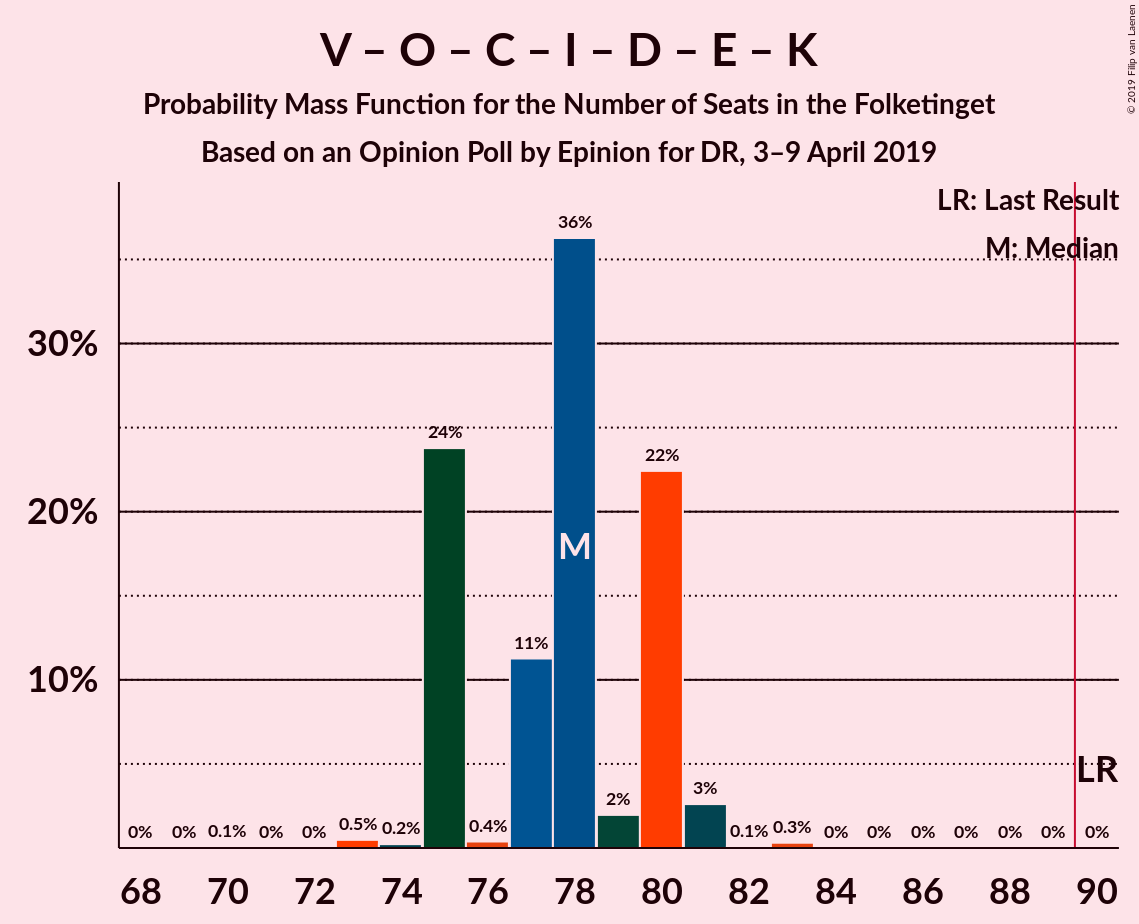 V – O – C – I – D – E – K
Probability Mass Function for the Number of Seats in the Folketinget
Based on an Opinion Poll by Epinion for DR, 3–9 April 2019
© 2019 Filip van Laenen
LR: Last Result
M: Median
36%
30%
24%
22%
20%
M
11%
10%
LR
3%
2%
0% 0% 0.1% 0% 0% 0.5% 0.2% 0.4% 0.1% 0.3% 0% 0% 0% 0% 0% 0% 0%
68 70 72 74 76 78 80 82 84 86 88 90